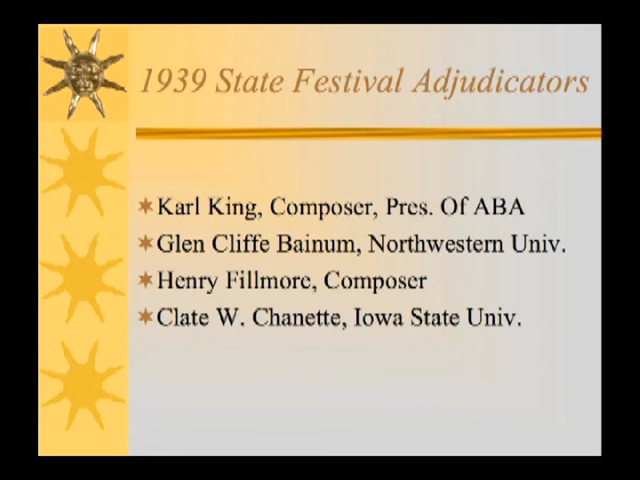 1939 State Festival Adjudicators
Karl King, Composer, Pres. Of ABA
Glen Cliffe Bainum, Northwestern Univ.
Henry Fillmore, Composer
Clate W. Chanette, Iowa State Univ.